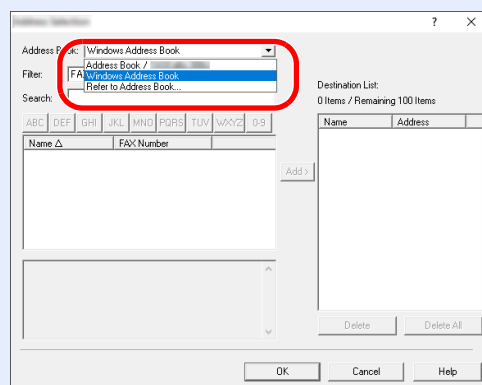 Address Selection
? ×
Address Book: Windows Address Book
Address Book /
Windows Address Book
Refer to Address Book...
Filter: FA
Search:
Destination List:
0 Items / Remaining 100 Items
ABC DEF GHI JKL MNO PQRS TUV WXYZ 0-9
Name △ FAX Number
Name Address
Add >
Delete Delete All
OK Cancel Help